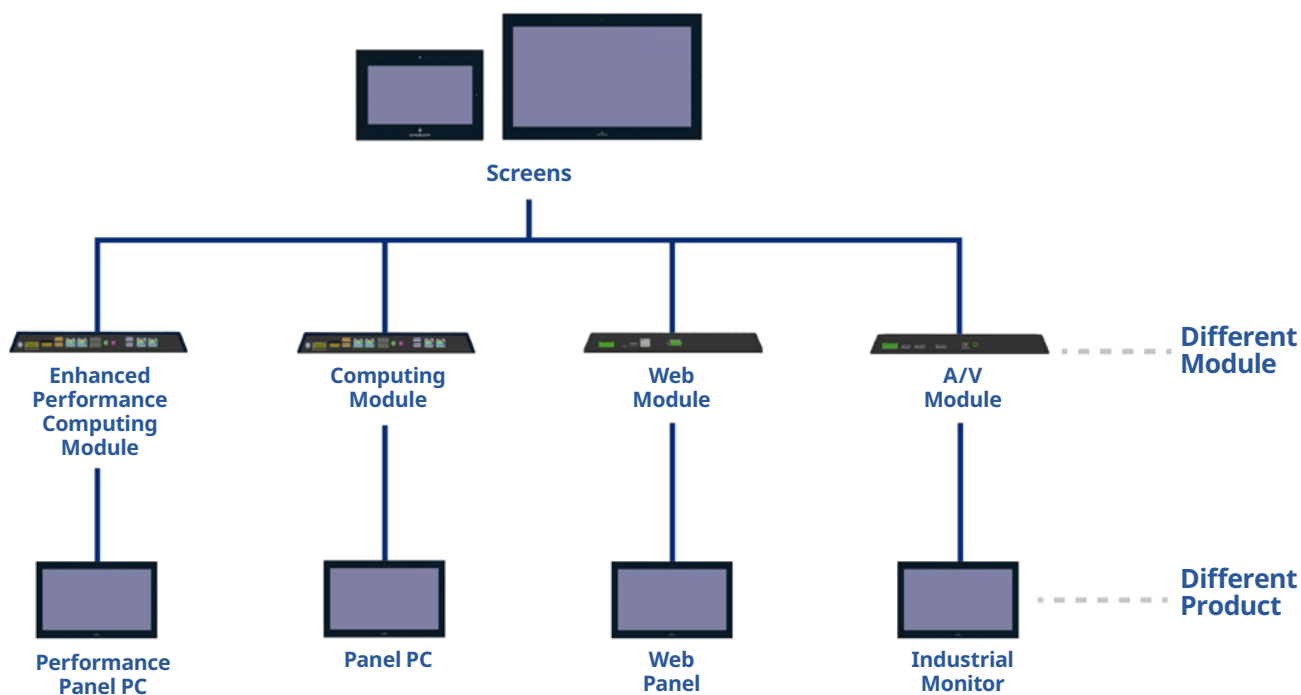 Screens
Enhanced
Performance
Computing
Module
Computing
Module
Web
Module
A/V
Module
Different
Module
Performance
Panel PC
Panel PC
Web
Panel
Industrial
Monitor
Different
Product